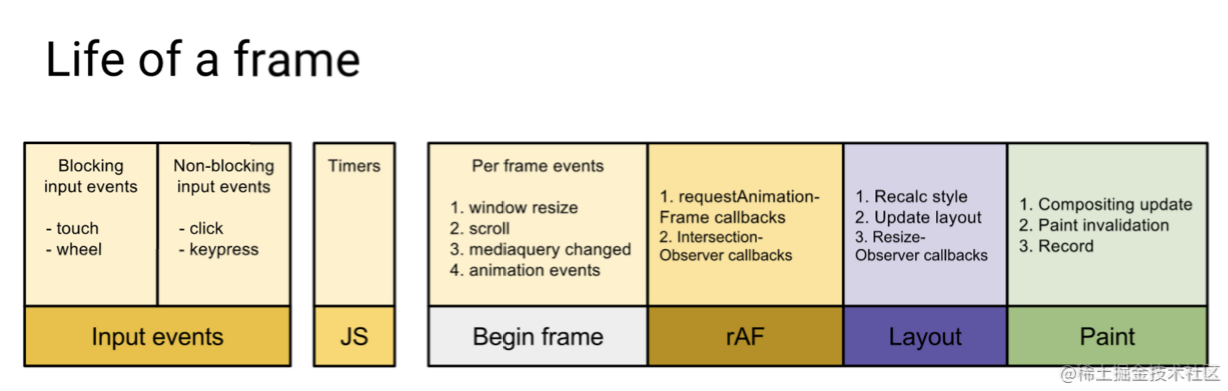 Life of a frame
Blocking
input events
- touch
- wheel
Non-blocking
input events
- click
- keypress
Input events
Timers
JS
Per frame events
1. window resize
2. scroll
3. mediaquery changed
4. animation events
Begin frame
1. requestAnimation-
Frame callbacks
2. Intersection-
Observer callbacks
rAF
1. Recalc style
2. Update layout
3. Resize-
Observer callbacks
Layout
1. Compositing update
2. Paint invalidation
3. Record
Paint
@稀土掘金技术社区